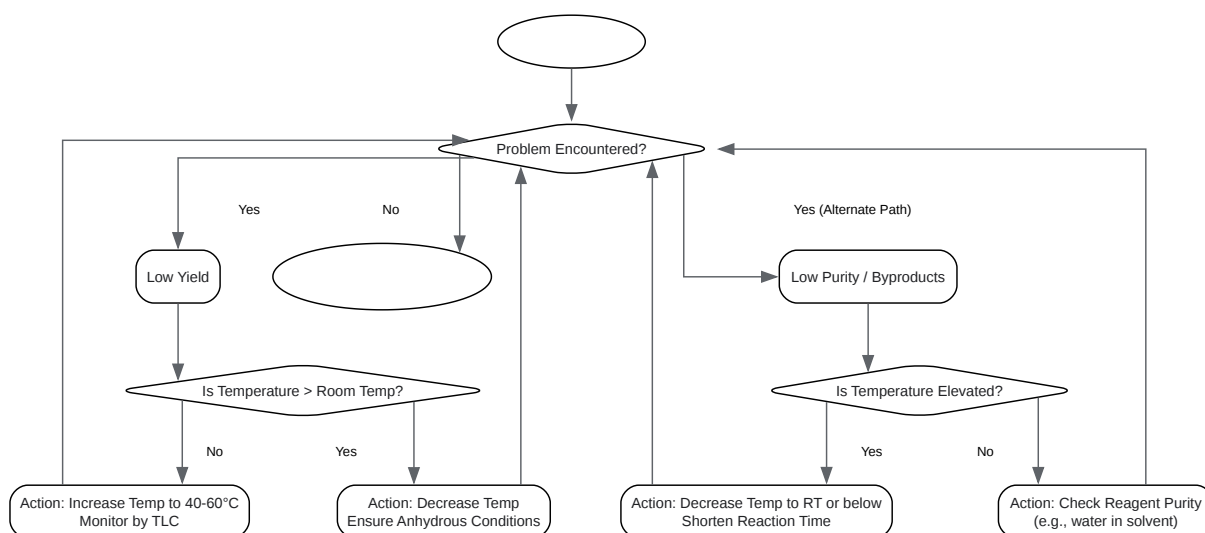 Problem Encountered?
Yes
No
Yes (Alternate Path)
Low Yield
Low Purity / Byproducts
Is Temperature > Room Temp?
Is Temperature Elevated?
No
Yes
Yes
No
Action: Increase Temp to 40-60°C
Monitor by TLC
Action: Decrease Temp
Ensure Anhydrous Conditions
Action: Decrease Temp to RT or below
Shorten Reaction Time
Action: Check Reagent Purity
(e.g., water in solvent)